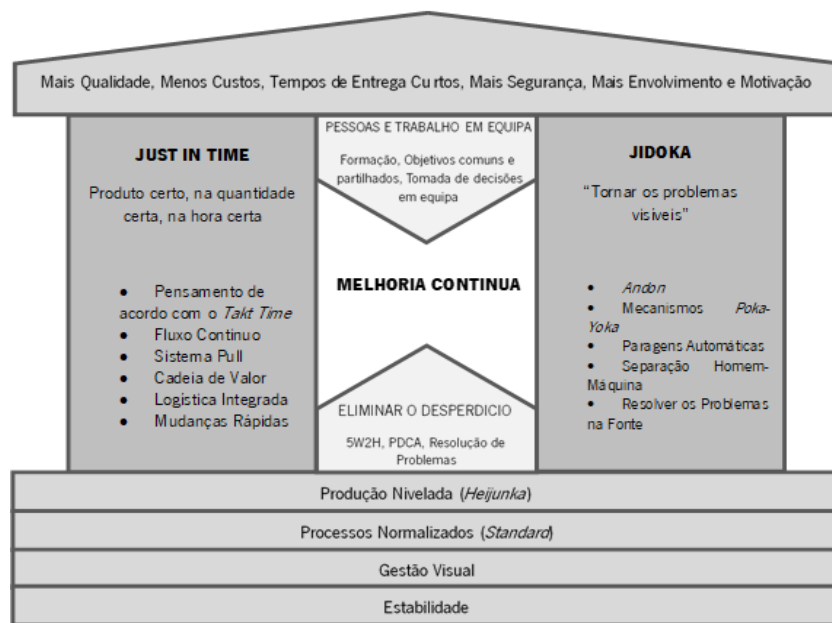 Mais Qualidade, Menos Custos, Tempos de Entrega Curtos, Mais Segurança, Mais Envolvimento e Motivação
JUST IN TIME
Produto certo, na quantidade
certa, na hora certa
● Pensamento de
acordo com o Takt Time
● Fluxo Continuo
● Sistema Pull
● Cadeia de Valor
● Logistica Integrada
● Mudanças Rápidas
PESSOAS E TRABALHO EM EQUIPA
Formação, Objetivos comuns e
partilhados, Tomada de decisões
em equipa
MELHORIA CONTINUA
ELIMINAR O DESPERDICIO
5W2H, PDCA, Resolução de
Problemas
JIDOKA
“Tornar os problemas
visiveis”
● Andon
● Mecanismos Poka-
Yoka
● Paragens Automáticas
● Separação Homem-
Máquina
● Resolver os Problemas
na Fonte
Produção Nivelada (Heijunka)
Processos Normalizados (Standard)
Gestão Visual
Estabilidade